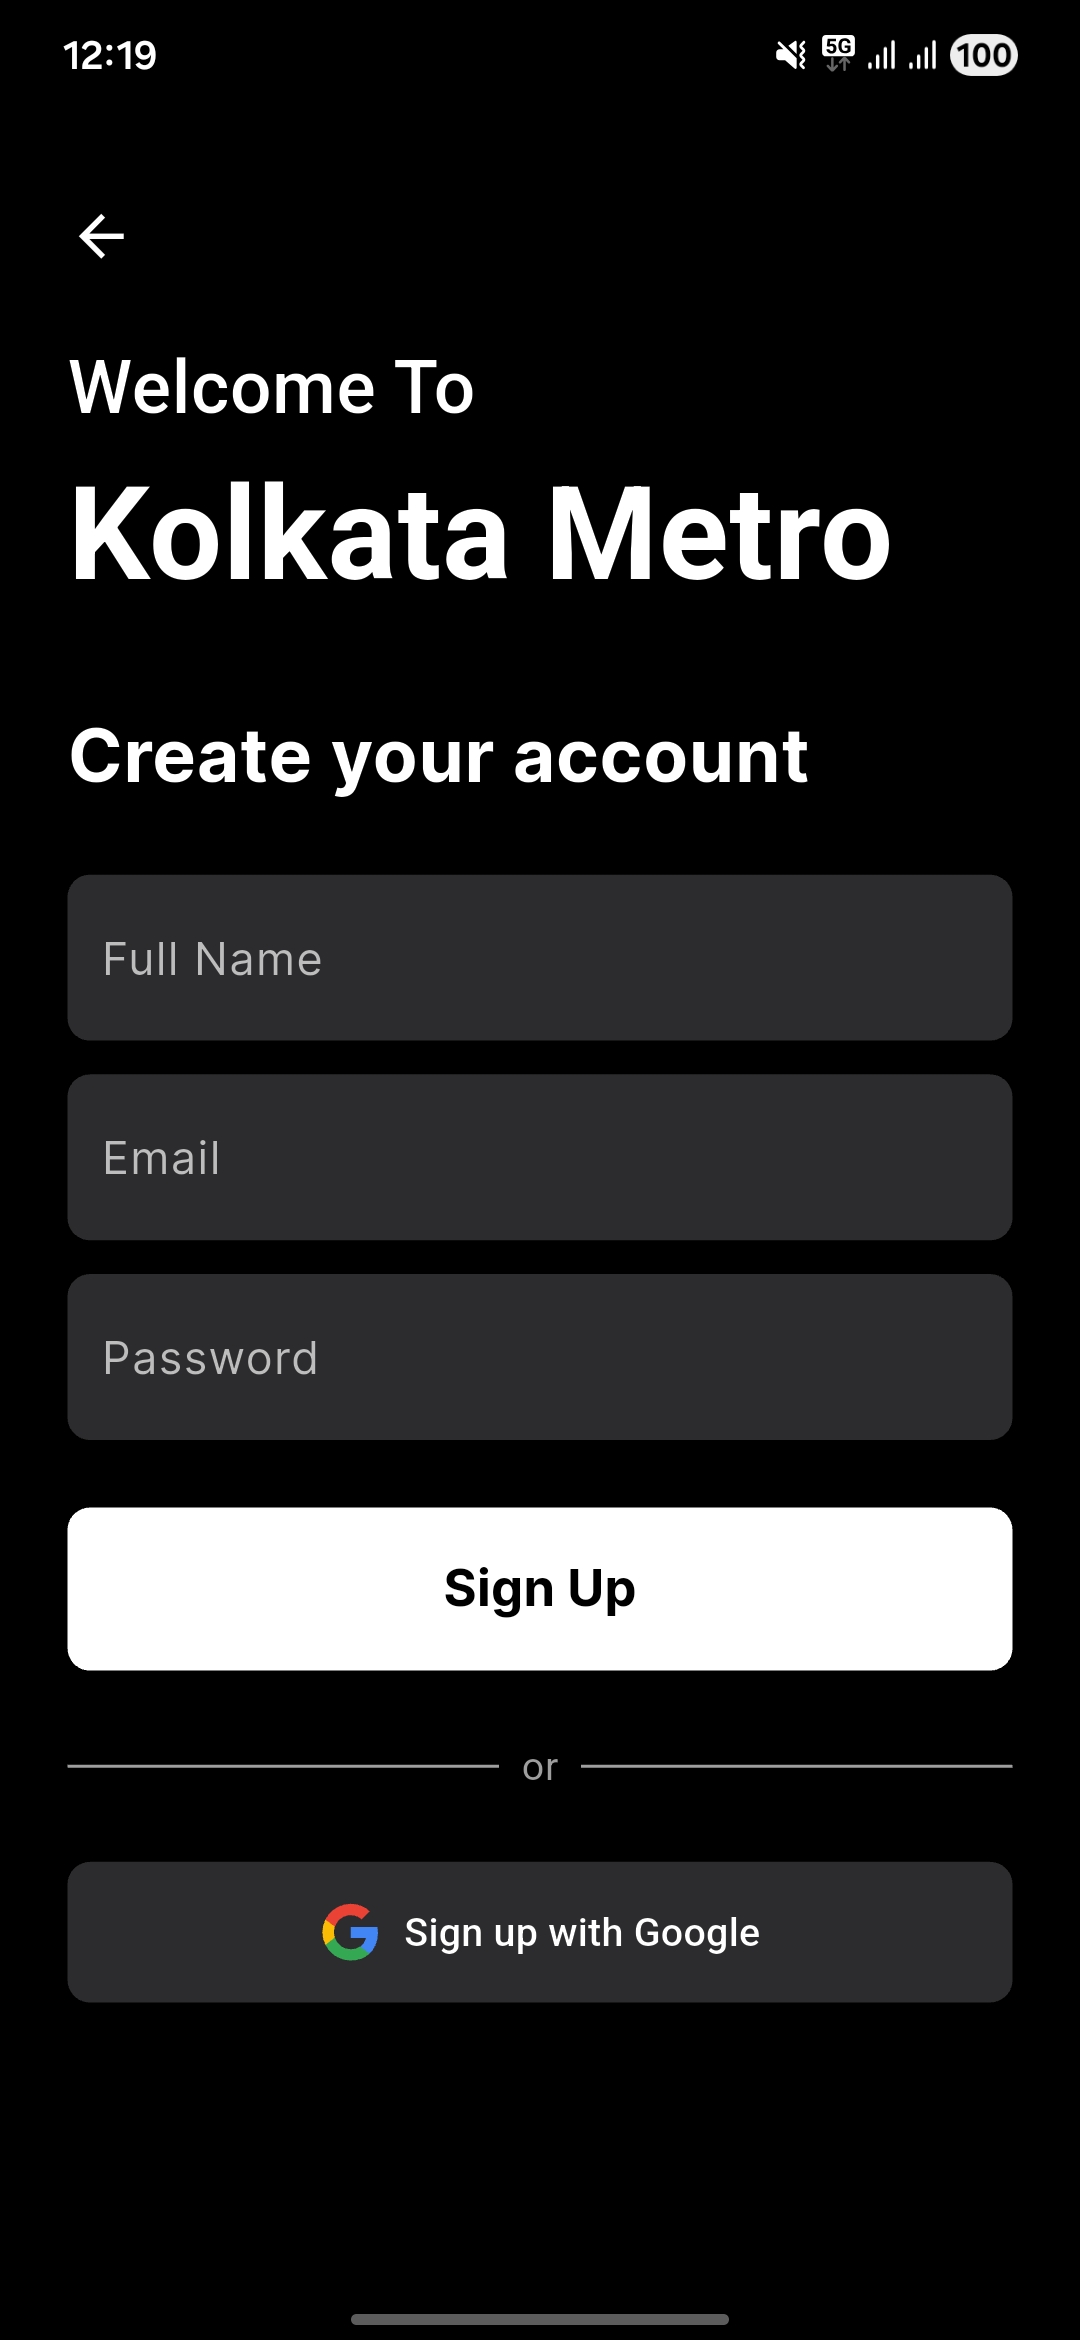 12:19
5G
100
Welcome To
Kolkata Metro
Create your account
Full Name
Email
Password
Sign Up
or
Sign up with Google